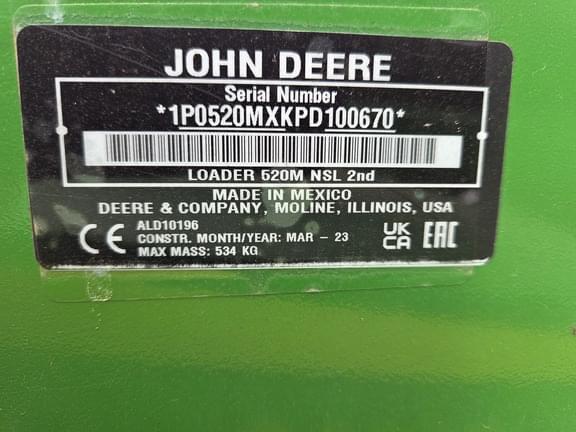 JOHN DEERE
Serial Number
*1P0520MXKPD100670*
LOADER 520M NSL 2nd
MADE IN MEXICO
DEERE & COMPANY, MOLINE, ILLINOIS, USA
CE ALD10196 UK CA EAC
CONSTR. MONTH/YEAR: MAR - 23
MAX MASS: 534 KG